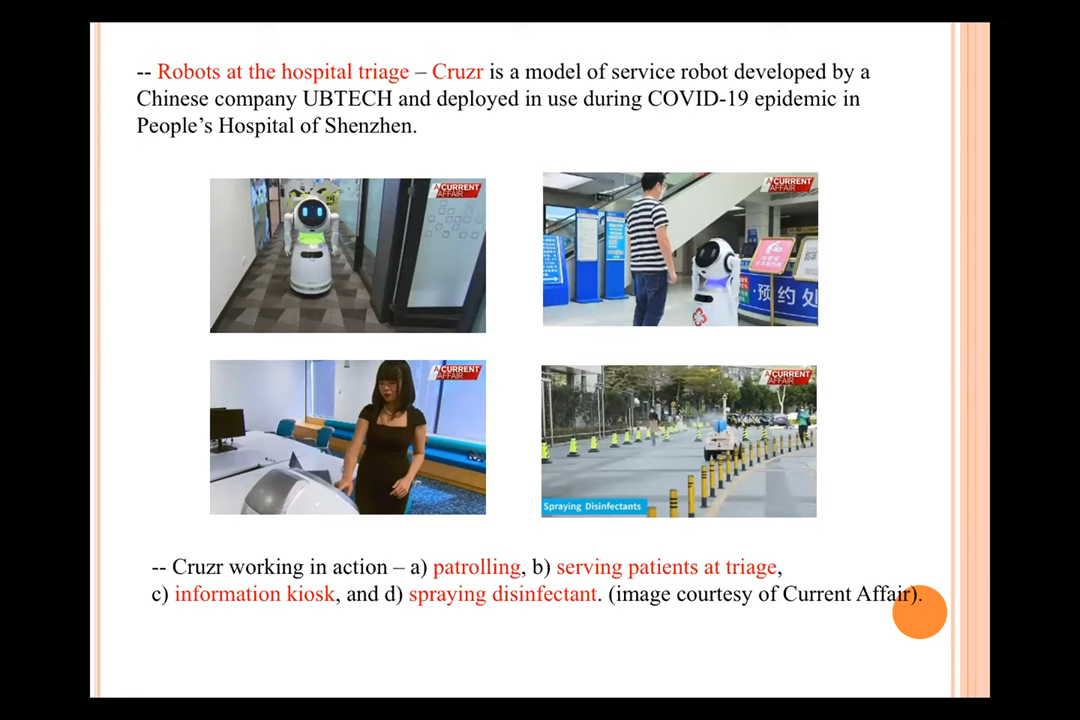 -- Robots at the hospital triage – Cruzr is a model of service robot developed by a
Chinese company UBTECH and deployed in use during COVID-19 epidemic in
People’s Hospital of Shenzhen.
A CURRENT
AFFAIR
A CURRENT
AFFAIR
预约处
A CURRENT
AFFAIR
A CURRENT
AFFAIR
Spraying Disinfectants
-- Cruzr working in action – a) patrolling, b) serving patients at triage,
c) information kiosk, and d) spraying disinfectant. (image courtesy of Current Affair).